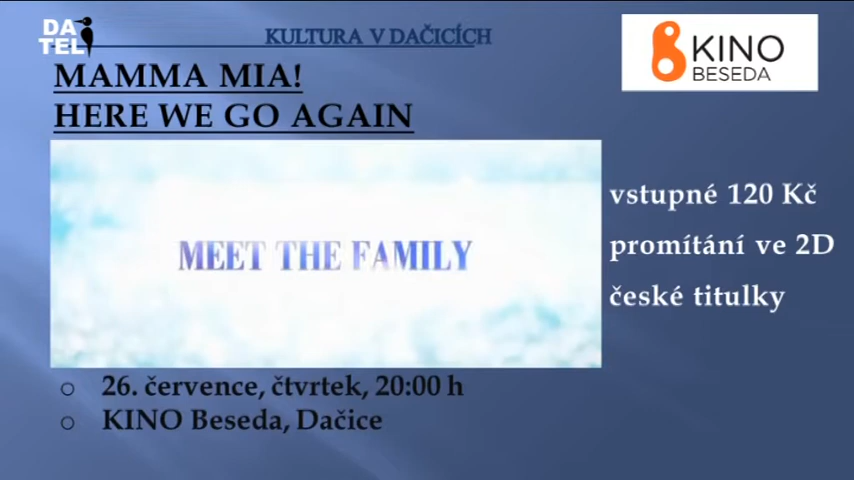 DA
TEL
KULTURA V DAČICÍCH
KINO
BESEDA
MAMMA MIA!
HERE WE GO AGAIN
MEET THE FAMILY
vstupné 120 Kč
promítání ve 2D
české titulky
26. července, čtvrtek, 20:00 h
KINO Beseda, Dačice